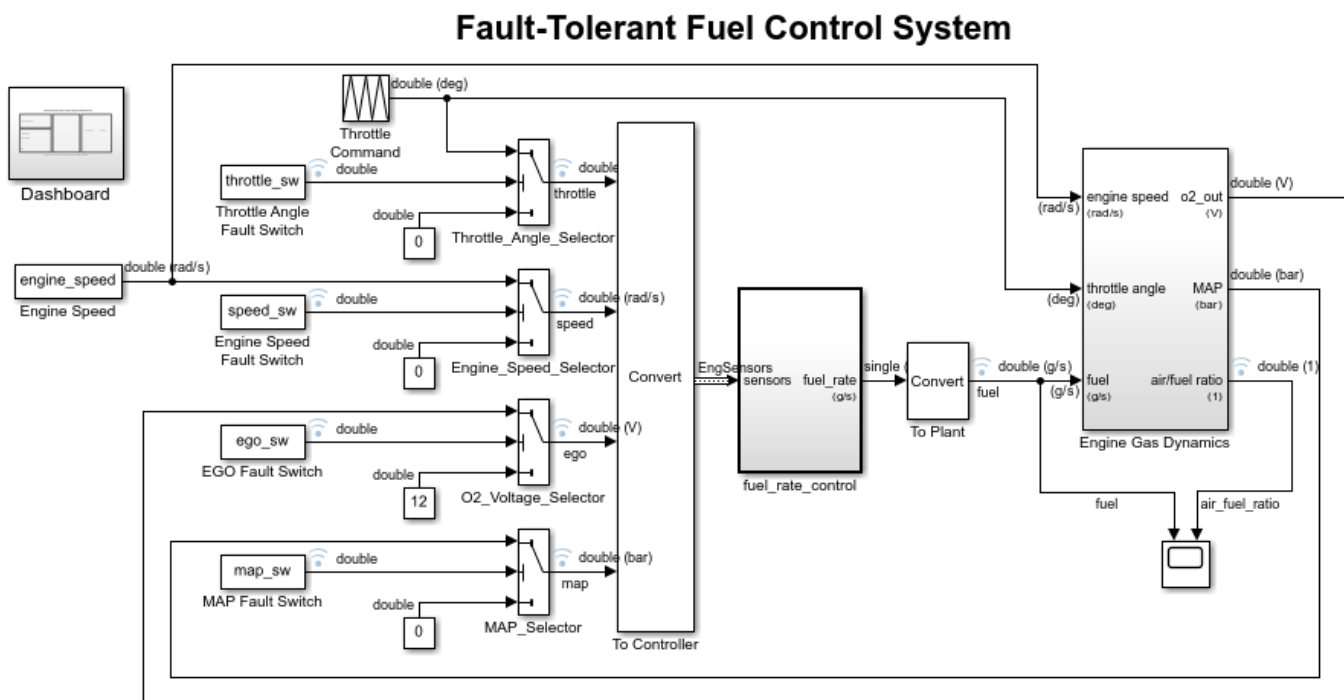 Fault-Tolerant Fuel Control System
double (deg)
Throttle
Command
Dashboard
throttle_sw
double
Throttle Angle
Fault Switch
double
0
double
throttle
Throttle_Angle_Selector
engine_speed
double (rad/s)
Engine Speed
speed_sw
double
Engine Speed
Fault Switch
double
0
double (rad/s)
speed
Engine_Speed_Selector
ego_sw
double
EGO Fault Switch
double
12
double (V)
ego
O2_Voltage_Selector
map_sw
double
MAP Fault Switch
double
0
double (bar)
map
MAP_Selector
Convert
To Controller
EngSensors
sensors
fuel_rate
(g/s)
fuel_rate_control
single (
Convert
To Plant
double (g/s)
fuel
(g/s)
(rad/s)
engine speed
(rad/s)
o2_out
(V)
double (V)
(deg)
throttle angle
(deg)
MAP
(bar)
double (bar)
fuel
(g/s)
air/fuel ratio
(1)
double (1)
Engine Gas Dynamics
fuel
air_fuel_ratio